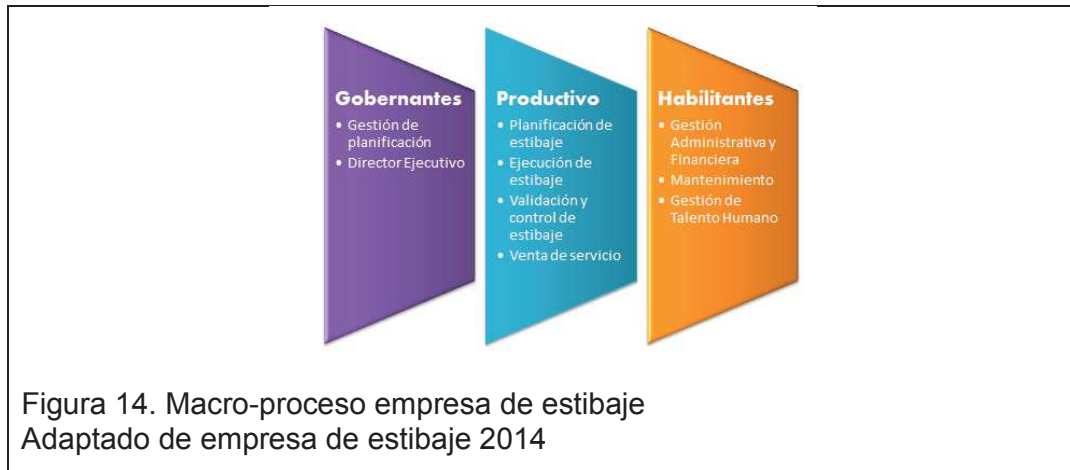 Gobernantes
• Gestión de
planificación
• Director Ejecutivo
Productivo
• Planificación de
estibaje
• Ejecución de
estibaje
• Validación y
control de
estibaje
• Venta de servicio
Habilitantes
• Gestión
Administrativa y
Financiera
• Mantenimiento
• Gestión de
Talento Humano
Figura 14. Macro-proceso empresa de estibaje
Adaptado de empresa de estibaje 2014